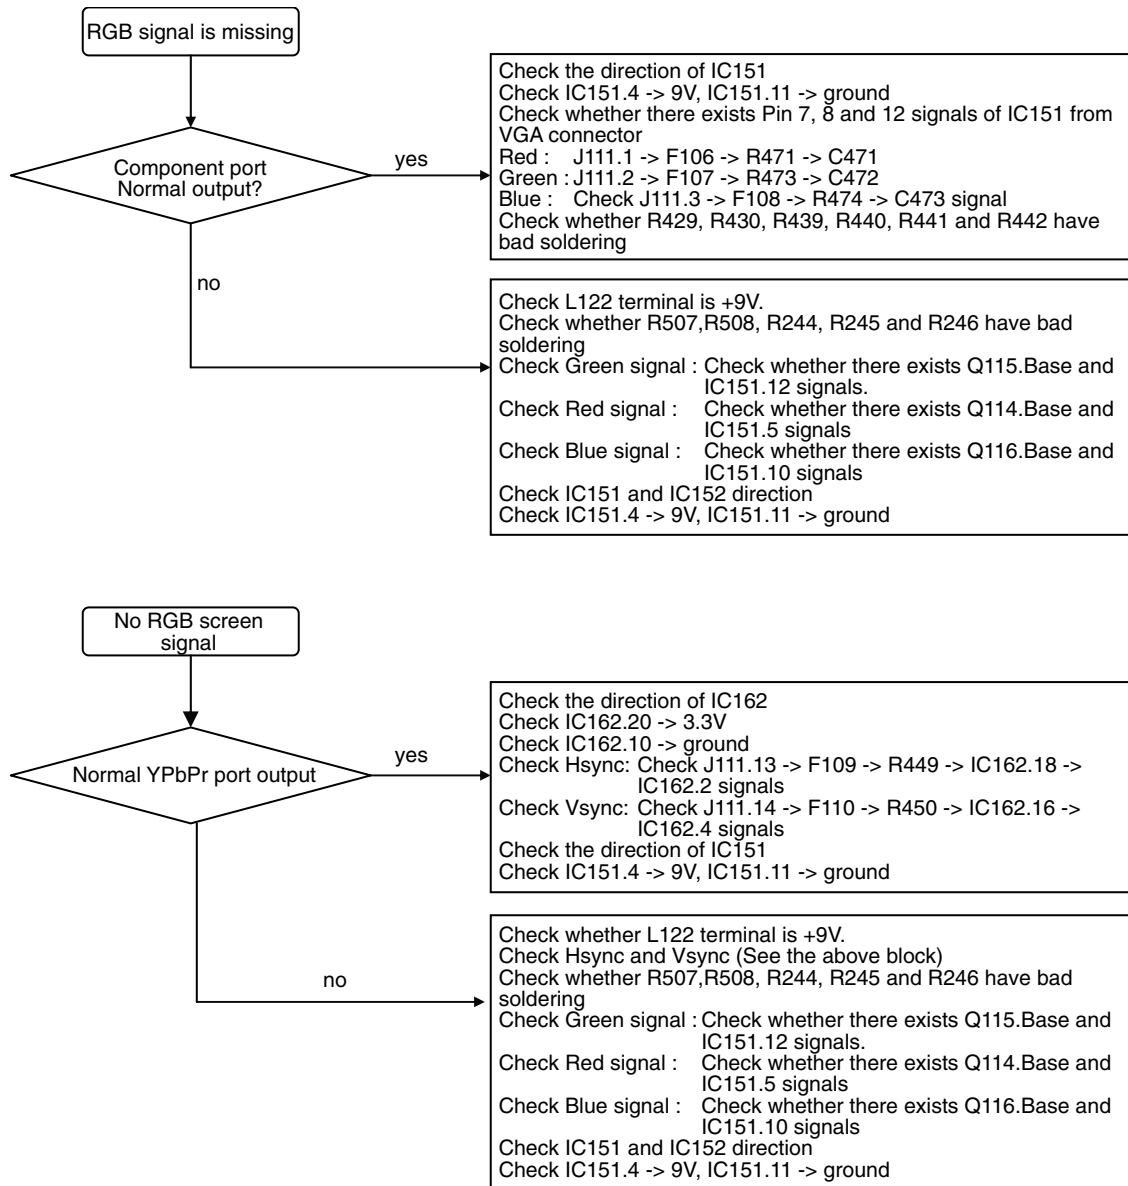 RGB signal is missing
Component port
Normal output?
yes
Check the direction of IC151
Check IC151.4 -> 9V, IC151.11 -> ground
Check whether there exists Pin 7, 8 and 12 signals of IC151 from
VGA connector
Red : J111.1 -> F106 -> R471 -> C471
Green : J111.2 -> F107 -> R473 -> C472
Blue : Check J111.3 -> F108 -> R474 -> C473 signal
Check whether R429, R430, R439, R440, R441 and R442 have
bad soldering
no
Check L122 terminal is +9V.
Check whether R507,R508, R244, R245 and R246 have bad
soldering
Check Green signal : Check whether there exists Q115.Base and
IC151.12 signals.
Check Red signal : Check whether there exists Q114.Base and
IC151.5 signals
Check Blue signal : Check whether there exists Q116.Base and
IC151.10 signals
Check IC151 and IC152 direction
Check IC151.4 -> 9V, IC151.11 -> ground
No RGB screen
signal
Normal YPbPr port output
yes
Check the direction of IC162
Check IC162.20 -> 3.3V
Check IC162.10 -> ground
Check Hsync: Check J111.13 -> F109 -> R449 -> IC162.18 ->
IC162.2 signals
Check Vsync: Check J111.14 -> F110 -> R450 -> IC162.16 ->
IC162.4 signals
Check the direction of IC151
Check IC151.4 -> 9V, IC151.11 -> ground
no
Check whether L122 terminal is +9V.
Check Hsync and Vsync (See the above block)
Check whether R507,R508, R244, R245 and R246 have bad
soldering
Check Green signal : Check whether there exists Q115.Base and
IC151.12 signals.
Check Red signal : Check whether there exists Q114.Base and
IC151.5 signals
Check Blue signal : Check whether there exists Q116.Base and
IC151.10 signals
Check IC151 and IC152 direction
Check IC151.4 -> 9V, IC151.11 -> ground